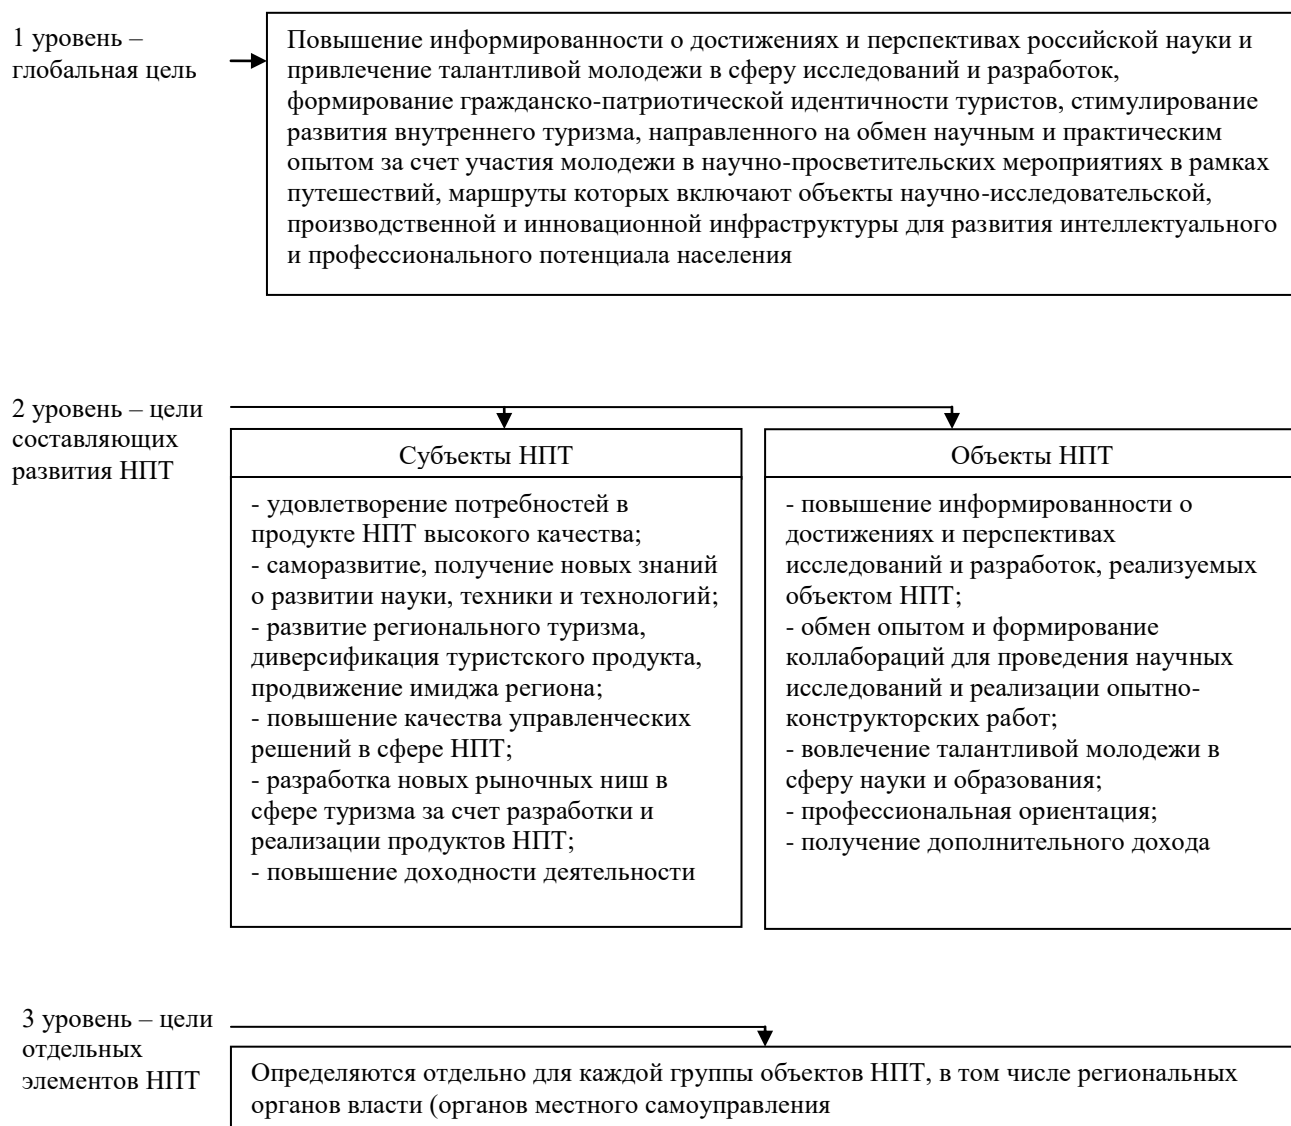 1 уровень –
глобальная цель
Повышение информированности о достижениях и перспективах российской науки и
привлечение талантливой молодежи в сферу исследований и разработок,
формирование гражданско-патриотической идентичности туристов, стимулирование
развития внутреннего туризма, направленного на обмен научным и практическим
опытом за счет участия молодежи в научно-просветительских мероприятиях в рамках
путешествий, маршруты которых включают объекты научно-исследовательской,
производственной и инновационной инфраструктуры для развития интеллектуального
и профессионального потенциала населения
2 уровень – цели
составляющих
развития НПТ
Субъекты НПТ
- удовлетворение потребностей в
продукте НПТ высокого качества;
- саморазвитие, получение новых знаний
о развитии науки, техники и технологий;
- развитие регионального туризма,
диверсификация туристского продукта,
продвижение имиджа региона;
- повышение качества управленческих
решений в сфере НПТ;
- разработка новых рыночных ниш в
сфере туризма за счет разработки и
реализации продуктов НПТ;
- повышение доходности деятельности
Объекты НПТ
- повышение информированности о
достижениях и перспективах
исследований и разработок, реализуемых
объектом НПТ;
- обмен опытом и формирование
коллабораций для проведения научных
исследований и реализации опытно-
конструкторских работ;
- вовлечение талантливой молодежи в
сферу науки и образования;
- профессиональная ориентация;
- получение дополнительного дохода
3 уровень – цели
отдельных
элементов НПТ
Определяются отдельно для каждой группы объектов НПТ, в том числе региональных
органов власти (органов местного самоуправления